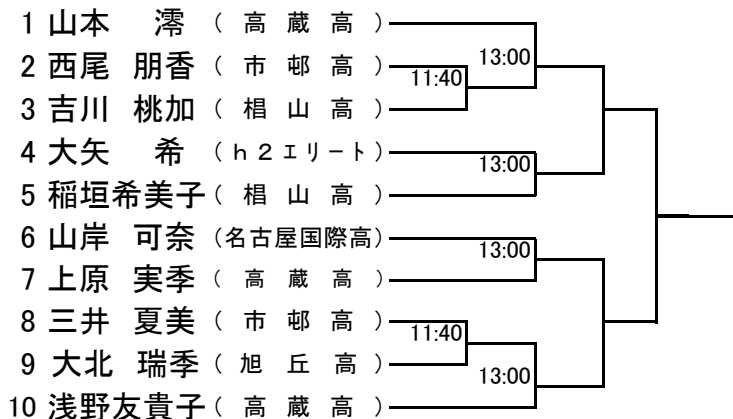 1 山本 澪 ( 高 蔵 高 )
13:00
2 西尾 朋香 ( 市 邨 高 )
11:40
3 吉川 桃加 ( 椙 山 高 )
4 大矢 希 ( ｈ２エリート )
13:00
5 稲垣希美子 ( 椙 山 高 )
6 山岸 可奈 (名古屋国際高)
13:00
7 上原 実季 ( 高 蔵 高 )
8 三井 夏美 ( 市 邨 高 )
11:40
9 大北 瑞季 ( 旭 丘 高 )
13:00
10 浅野友貴子 ( 高 蔵 高 )